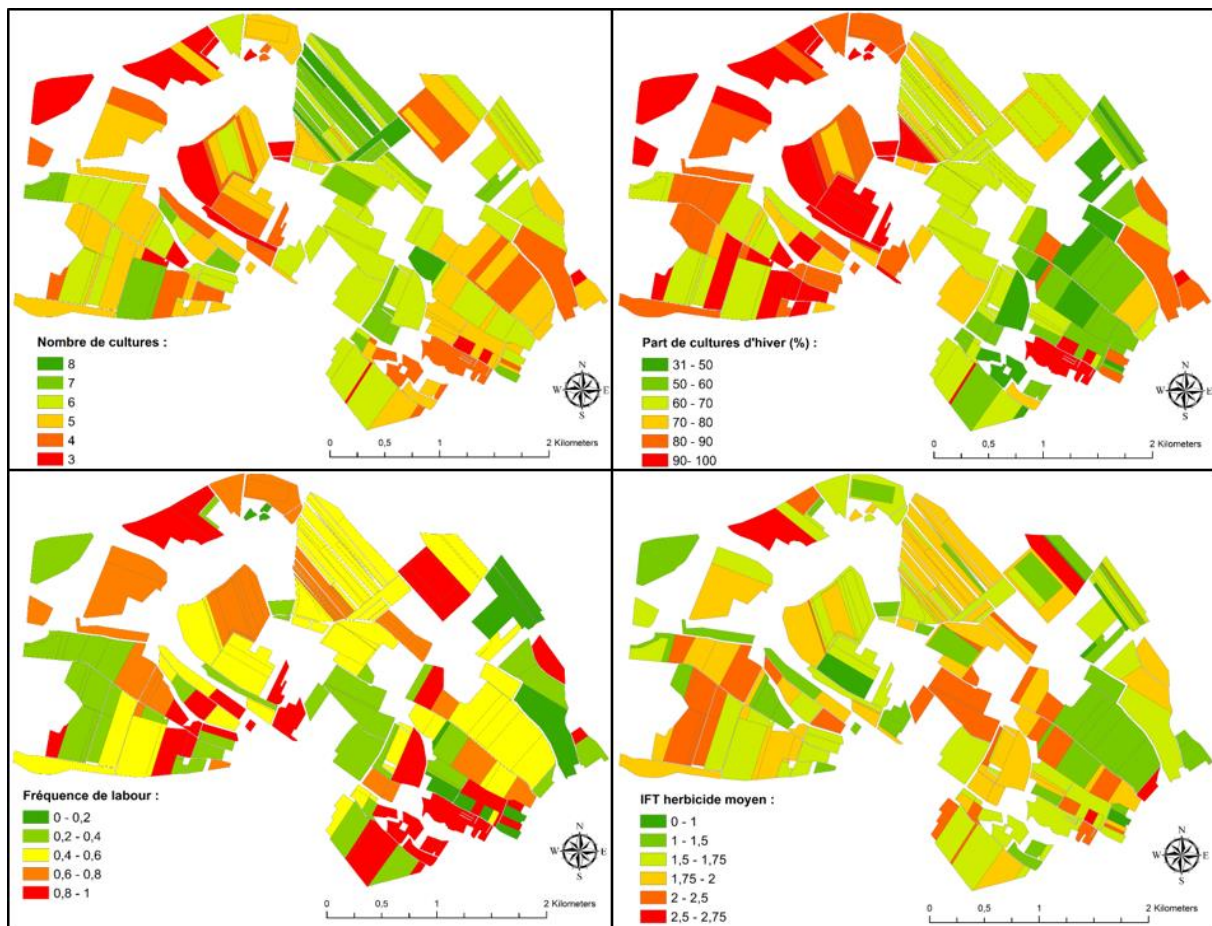 Nombre de cultures :
8
7
6
5
4
3
N
W E
S
0 0,5 1 2 Kilometers
Part de cultures d'hiver (%) :
31 - 50
50 - 60
60 - 70
70 - 80
80 - 90
90- 100
N
W E
S
0 0,5 1 2 Kilometers
Fréquence de labour :
0 - 0,2
0,2 - 0,4
0,4 - 0,6
0,6 - 0,8
0,8 - 1
N
W E
S
0 0,5 1 2 Kilometers
IFT herbicide moyen :
0 - 1
1 - 1,5
1,5 - 1,75
1,75 - 2
2 - 2,5
2,5 - 2,75
N
W E
S
0 0,5 1 2 Kilometers